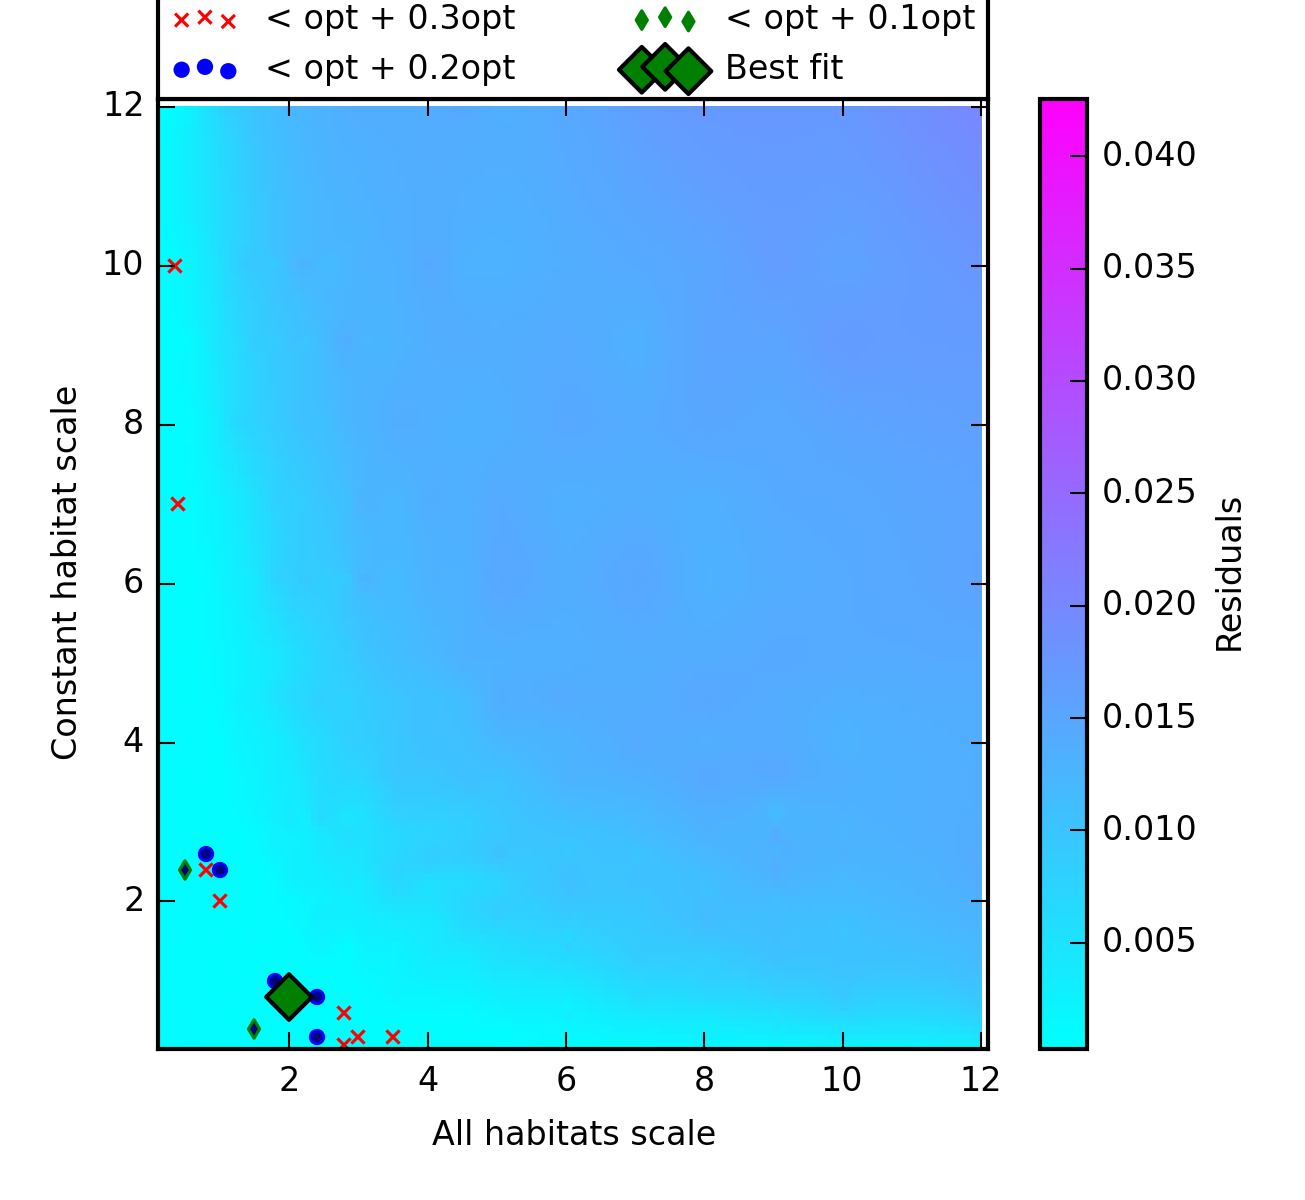 < opt + 0.3opt
< opt + 0.1opt
< opt + 0.2opt
Best fit
12
10
8
6
4
2
Constant habitat scale
2
4
6
8
10
12
All habitats scale
0.040
0.035
0.030
0.025
0.020
0.015
0.010
0.005
Residuals